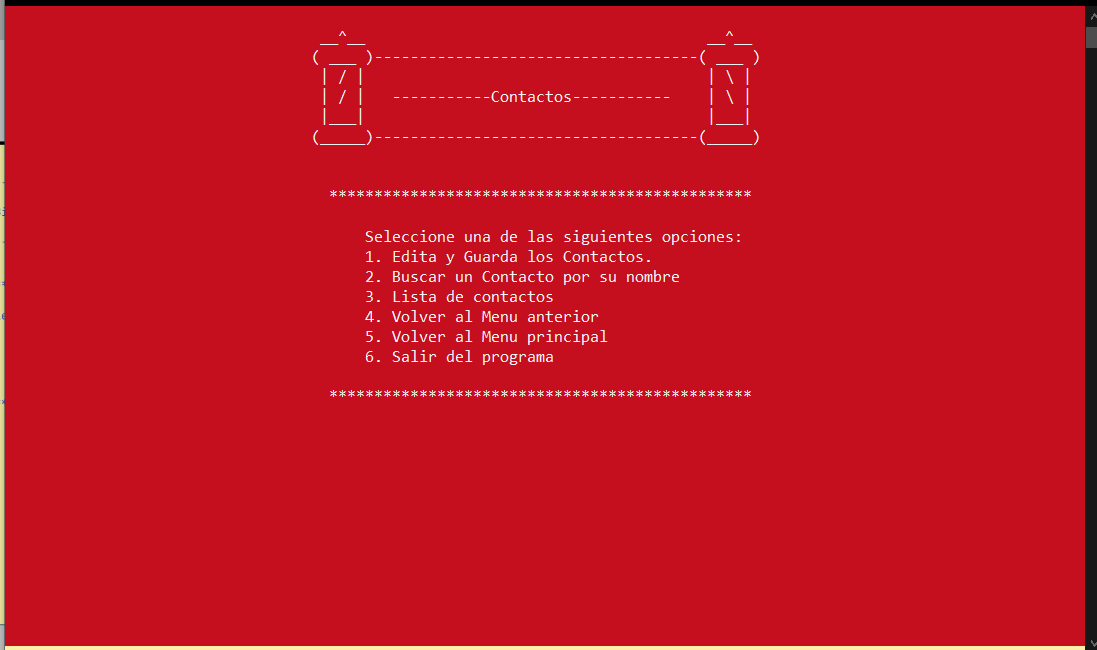 -----------Contactos-----------
***********************************************
Seleccione una de las siguientes opciones:
1. Edita y Guarda los Contactos.
2. Buscar un Contacto por su nombre
3. Lista de contactos
4. Volver al Menu anterior
5. Volver al Menu principal
6. Salir del programa
***********************************************